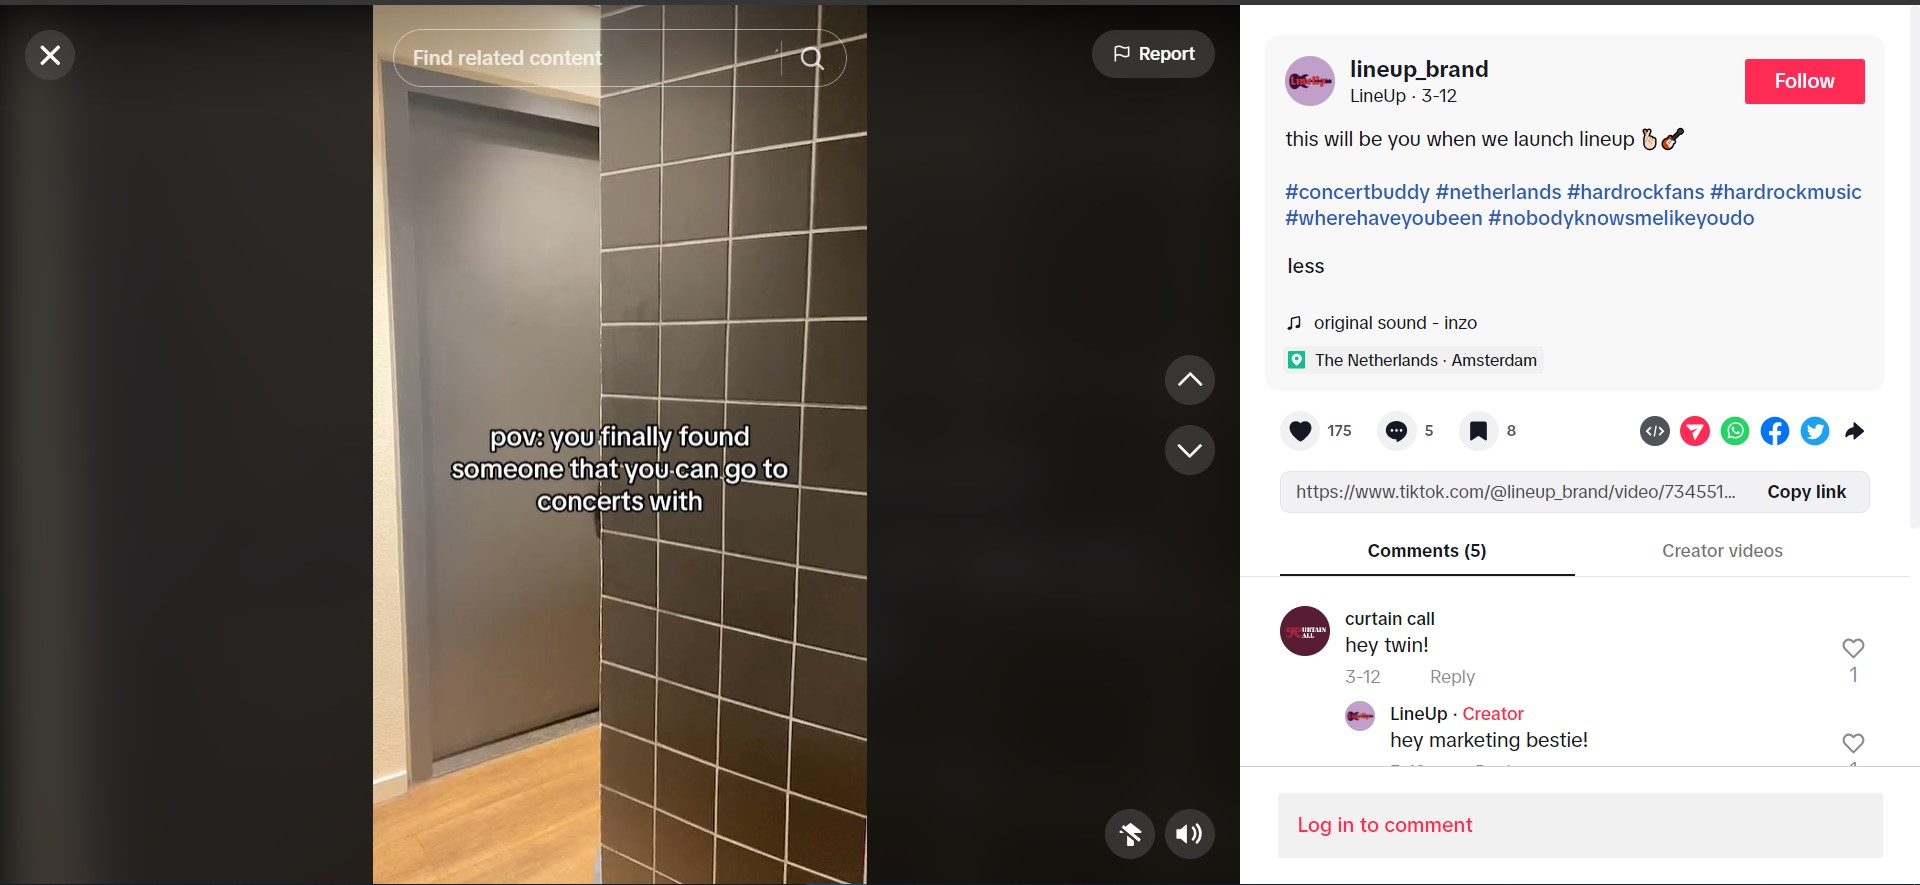 Find related content
Report
pov: you finally found
someone that you can go to
concerts with
lineup_brand
LineUp · 3-12
Follow
this will be you when we launch lineup 🤞🏻🎸
#concertbuddy #netherlands #hardrockfans #hardrockmusic
#wherehaveyoubeen #nobodyknowsmelikeyoudo
less
original sound - inzo
The Netherlands · Amsterdam
175
5
8
https://www.tiktok.com/@lineup_brand/video/734551...
Copy link
Comments (5)
Creator videos
curtain call
hey twin!
3-12
Reply
1
LineUp · Creator
hey marketing bestie!
Log in to comment